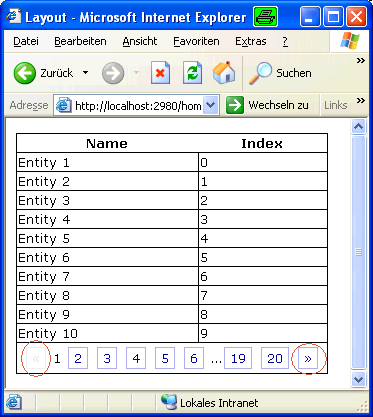 Layout - Microsoft Internet Explorer
Datei Bearbeiten Ansicht Favoriten Extras ? »
Zurück Suchen »
Adresse http://localhost:2980/hom Wechseln zu Links »
Name Index
Entity 1 0
Entity 2 1
Entity 3 2
Entity 4 3
Entity 5 4
Entity 6 5
Entity 7 6
Entity 8 7
Entity 9 8
Entity 10 9
« 1 2 3 4 5 6 ... 19 20 »
Lokales Intranet